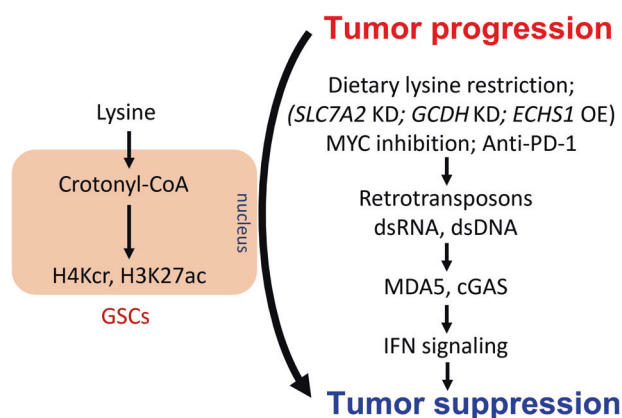 Tumor progression
Lysine
Crotonyl-CoA
H4Kcr, H3K27ac
GSCs
nucleus
Dietary lysine restriction;
(SLC7A2 KD; GCDH KD; ECHS1 OE)
MYC inhibition; Anti-PD-1
Retrotransposons
dsRNA, dsDNA
MDA5, cGAS
IFN signaling
Tumor suppression